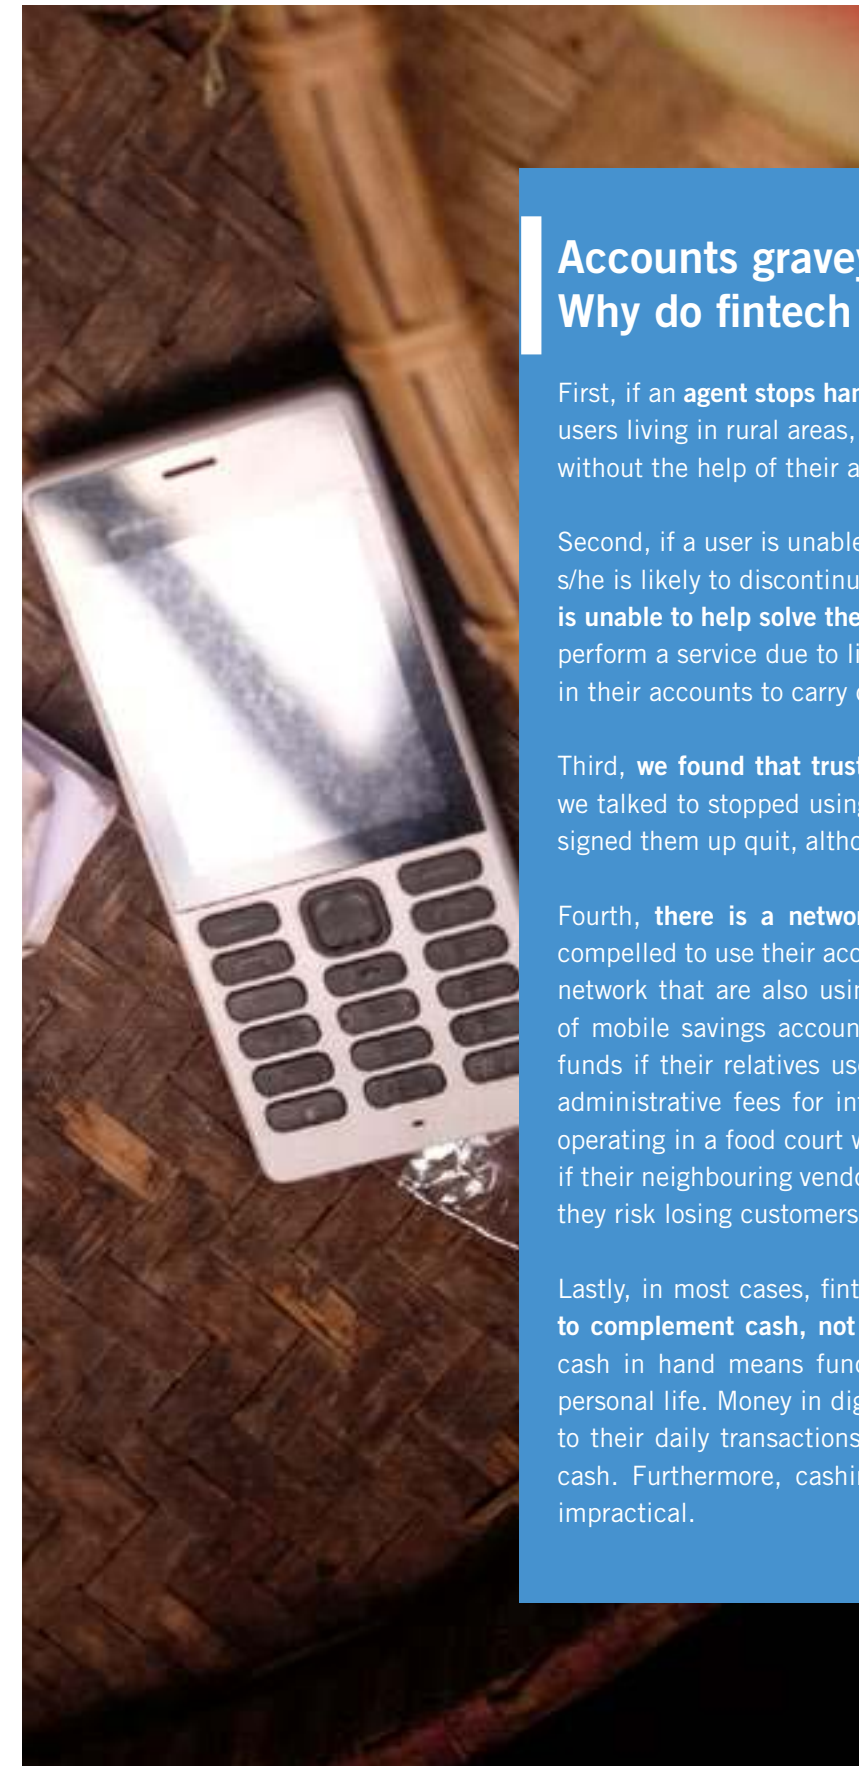 Accounts gravey
Why do fintech
First, if an agent stops har
users living in rural areas,
without the help of their a
Second, if a user is unable
s/he is likely to discontinu
is unable to help solve the
perform a service due to li
in their accounts to carry
Third, we found that trust
we talked to stopped using
signed them up quit, altho
Fourth, there is a networ
compelled to use their acc
network that are also usin
of mobile savings accoun
funds if their relatives us
administrative fees for in
operating in a food court
if their neighbouring vendo
they risk losing customers
Lastly, in most cases, fint
to complement cash, not
cash in hand means fund
personal life. Money in dig
to their daily transactions
cash. Furthermore, cashi
impractical.